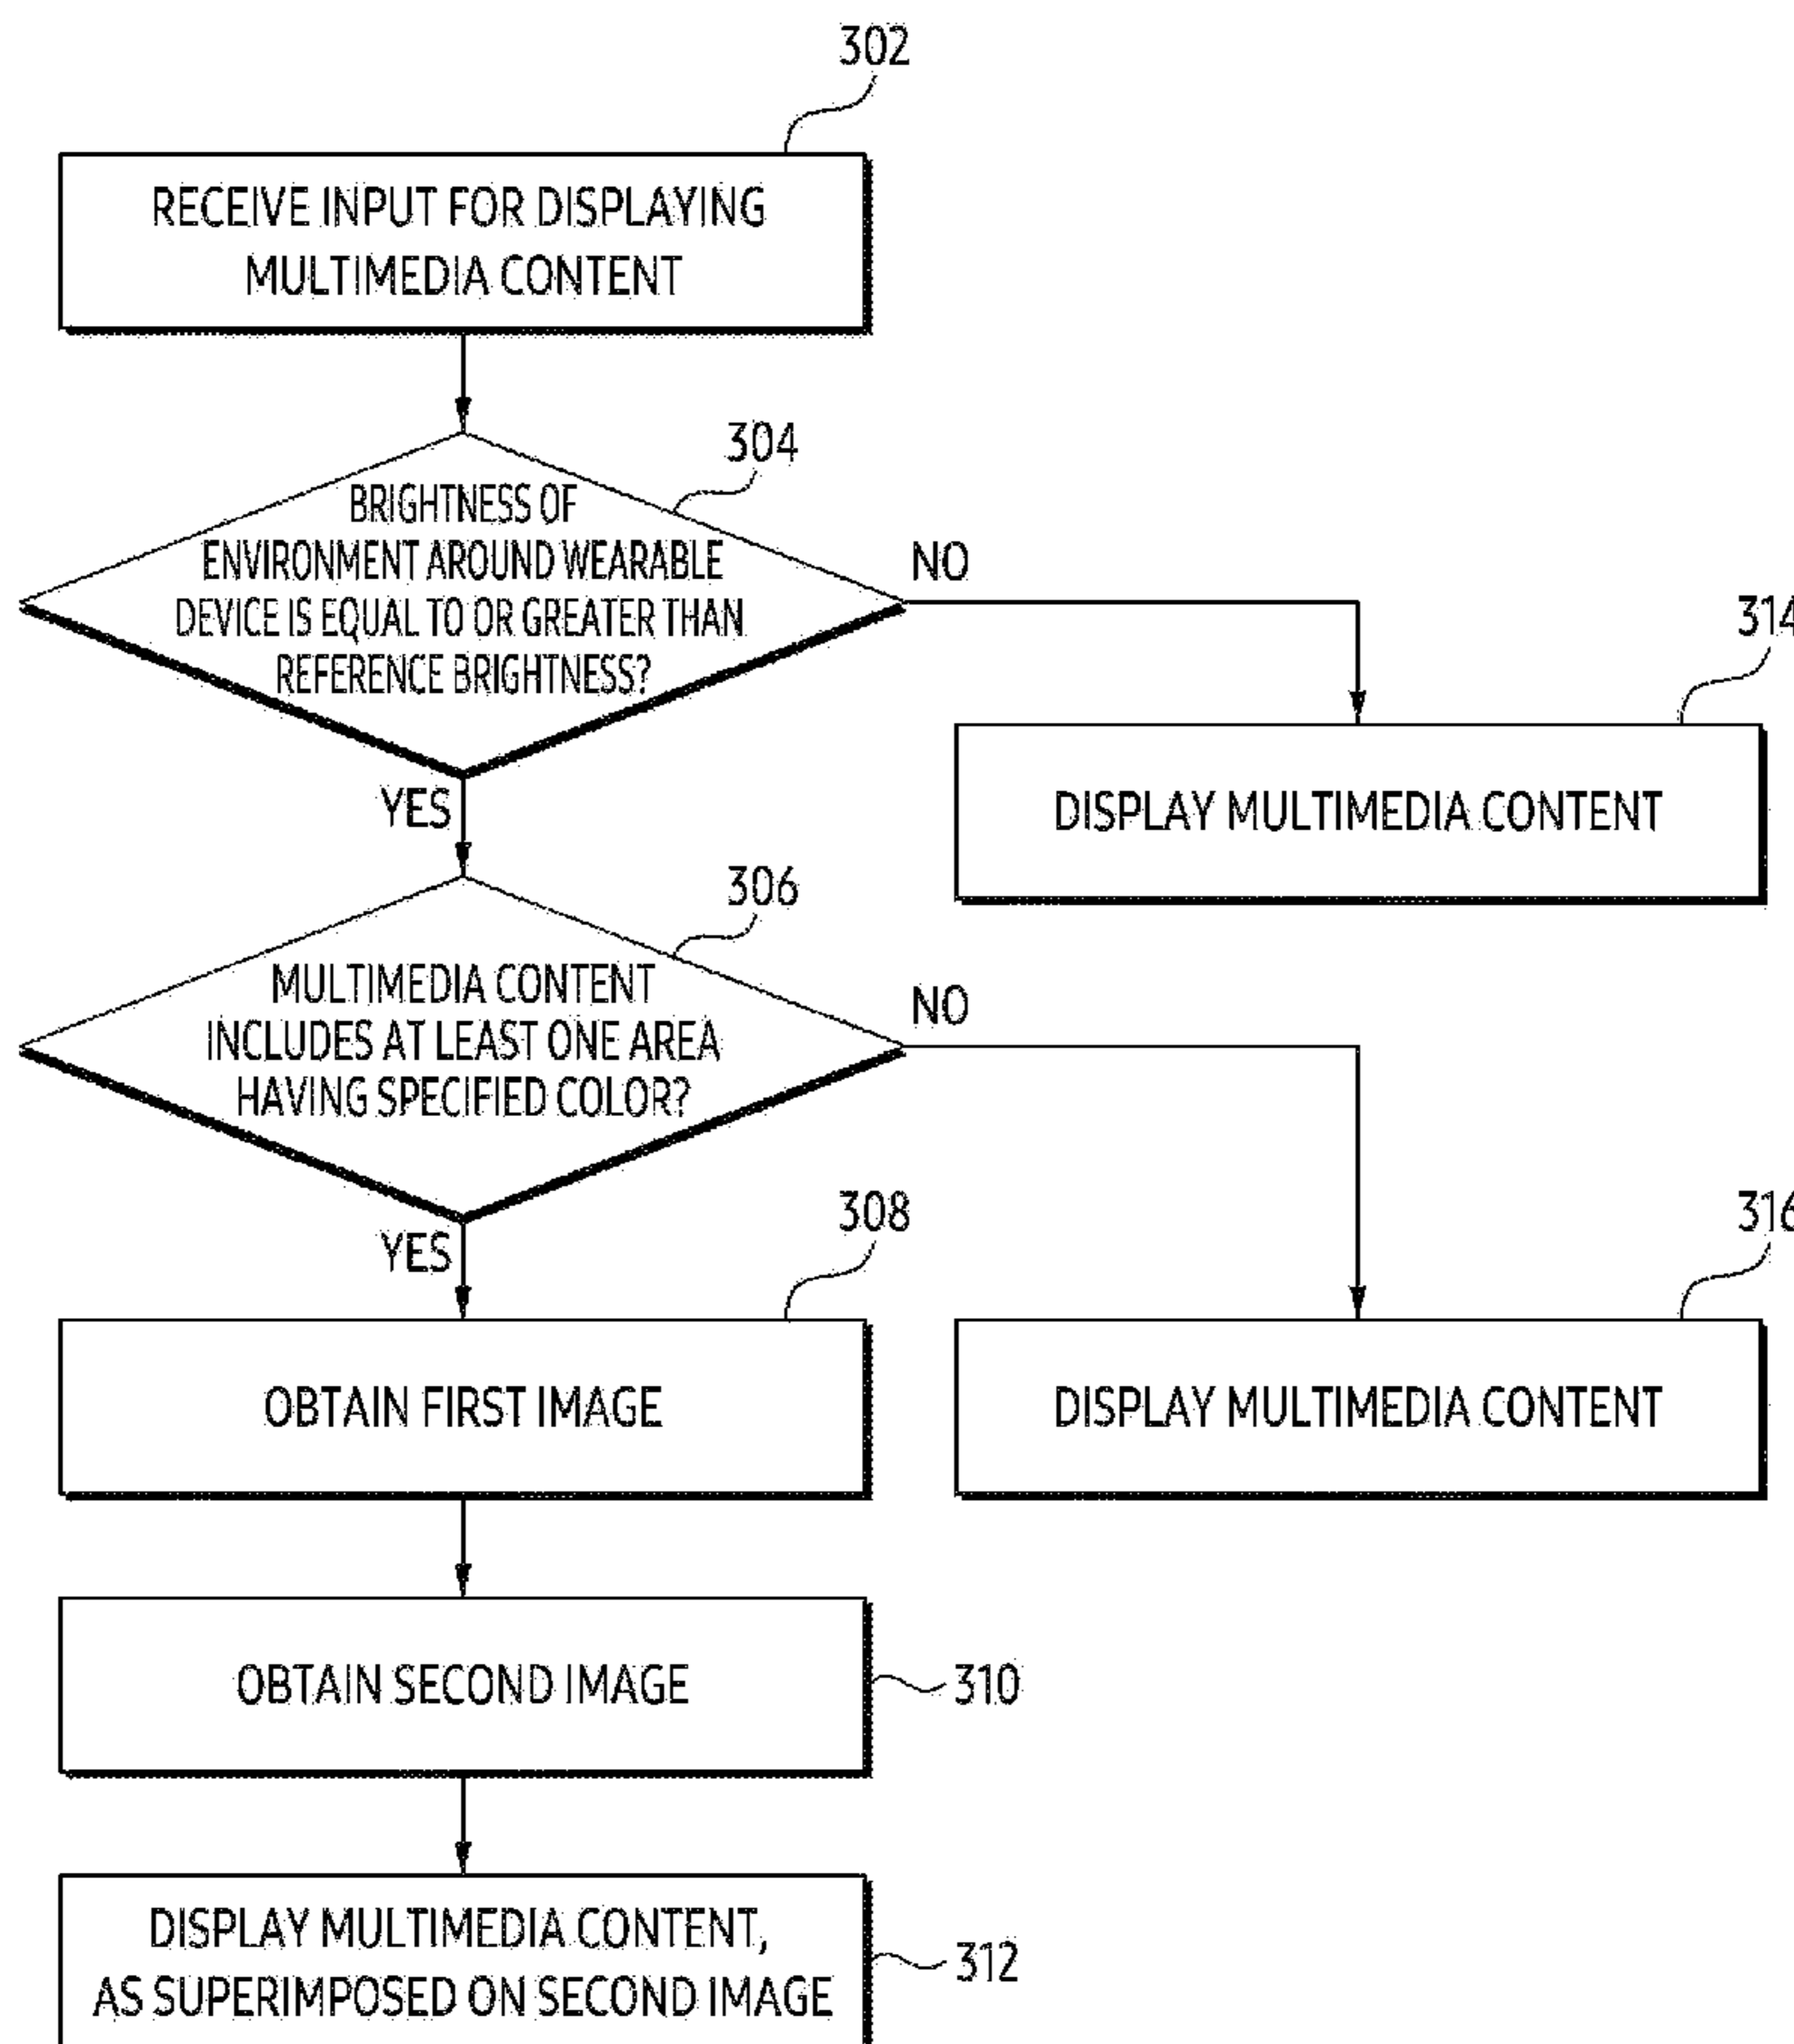 302
RECEIVE INPUT FOR DISPLAYING
MULTIMEDIA CONTENT
304
BRIGHTNESS OF
ENVIRONMENT AROUND WEARABLE
DEVICE IS EQUAL TO OR GREATER THAN
REFERENCE BRIGHTNESS?
NO
314
DISPLAY MULTIMEDIA CONTENT
YES
306
MULTIMEDIA CONTENT
INCLUDES AT LEAST ONE AREA
HAVING SPECIFIED COLOR?
NO
316
DISPLAY MULTIMEDIA CONTENT
YES
308
OBTAIN FIRST IMAGE
OBTAIN SECOND IMAGE
310
DISPLAY MULTIMEDIA CONTENT,
AS SUPERIMPOSED ON SECOND IMAGE
312